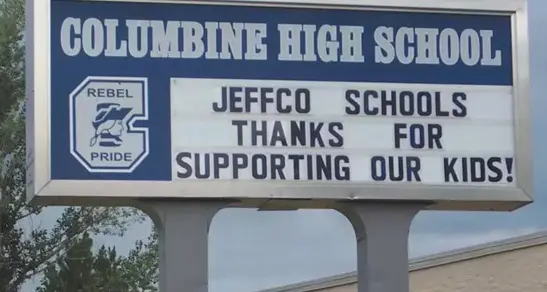 COLUMBINE HIGH SCHOOL
REBEL
PRIDE
JEFFCO SCHOOLS
THANKS FOR
SUPPORTING OUR KIDS!